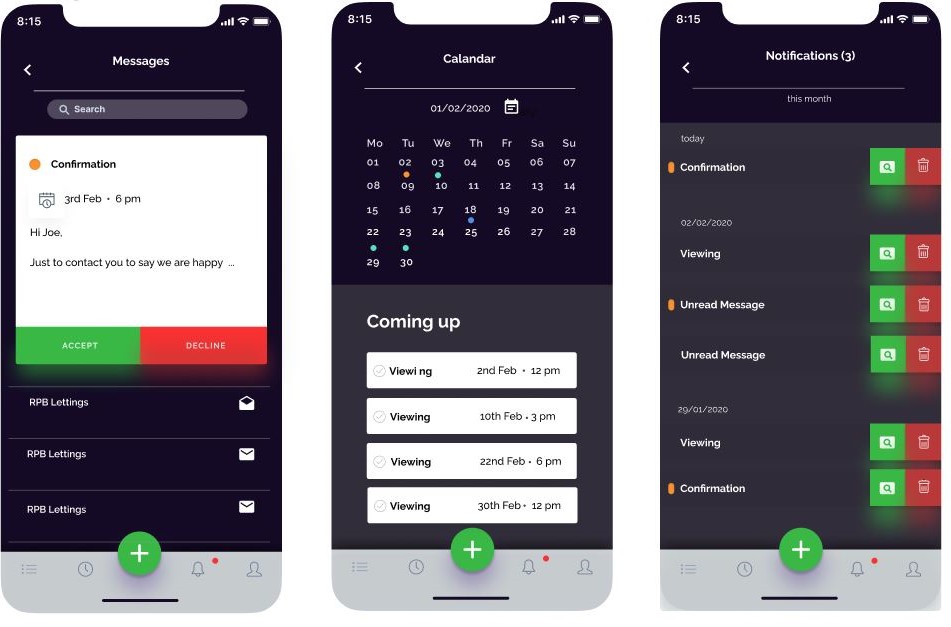 8:15
Messages
Search
Confirmation
3rd Feb • 6 pm
Hi Joe,
Just to contact you to say we are happy ...
ACCEPT DECLINE
RPB Lettings
RPB Lettings
RPB Lettings
8:15
Calandar
01/02/2020
Mo Tu We Th Fr Sa Su
01 02 03 04 05 06 07
08 09 10 11 12 13 14
15 16 17 18 19 20 21
22 23 24 25 26 27 28
29 30
Coming up
Viewi ng 2nd Feb • 12 pm
Viewing 10th Feb • 3 pm
Viewing 22nd Feb • 6 pm
Viewing 30th Feb • 12 pm
8:15
Notifications (3)
this month
today
Confirmation
02/02/2020
Viewing
Unread Message
Unread Message
29/01/2020
Viewing
Confirmation